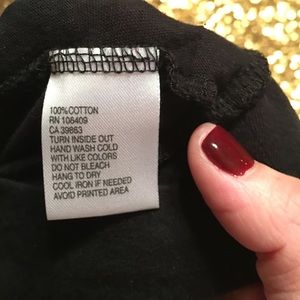 100%COTTON
RN 108409
CA 39863
TURN INSIDE OUT
HAND WASH COLD
WITH LIKE COLORS
DO NOT BLEACH
HANG TO DRY
COOL IRON IF NEEDED
AVOID PRINTED AREA